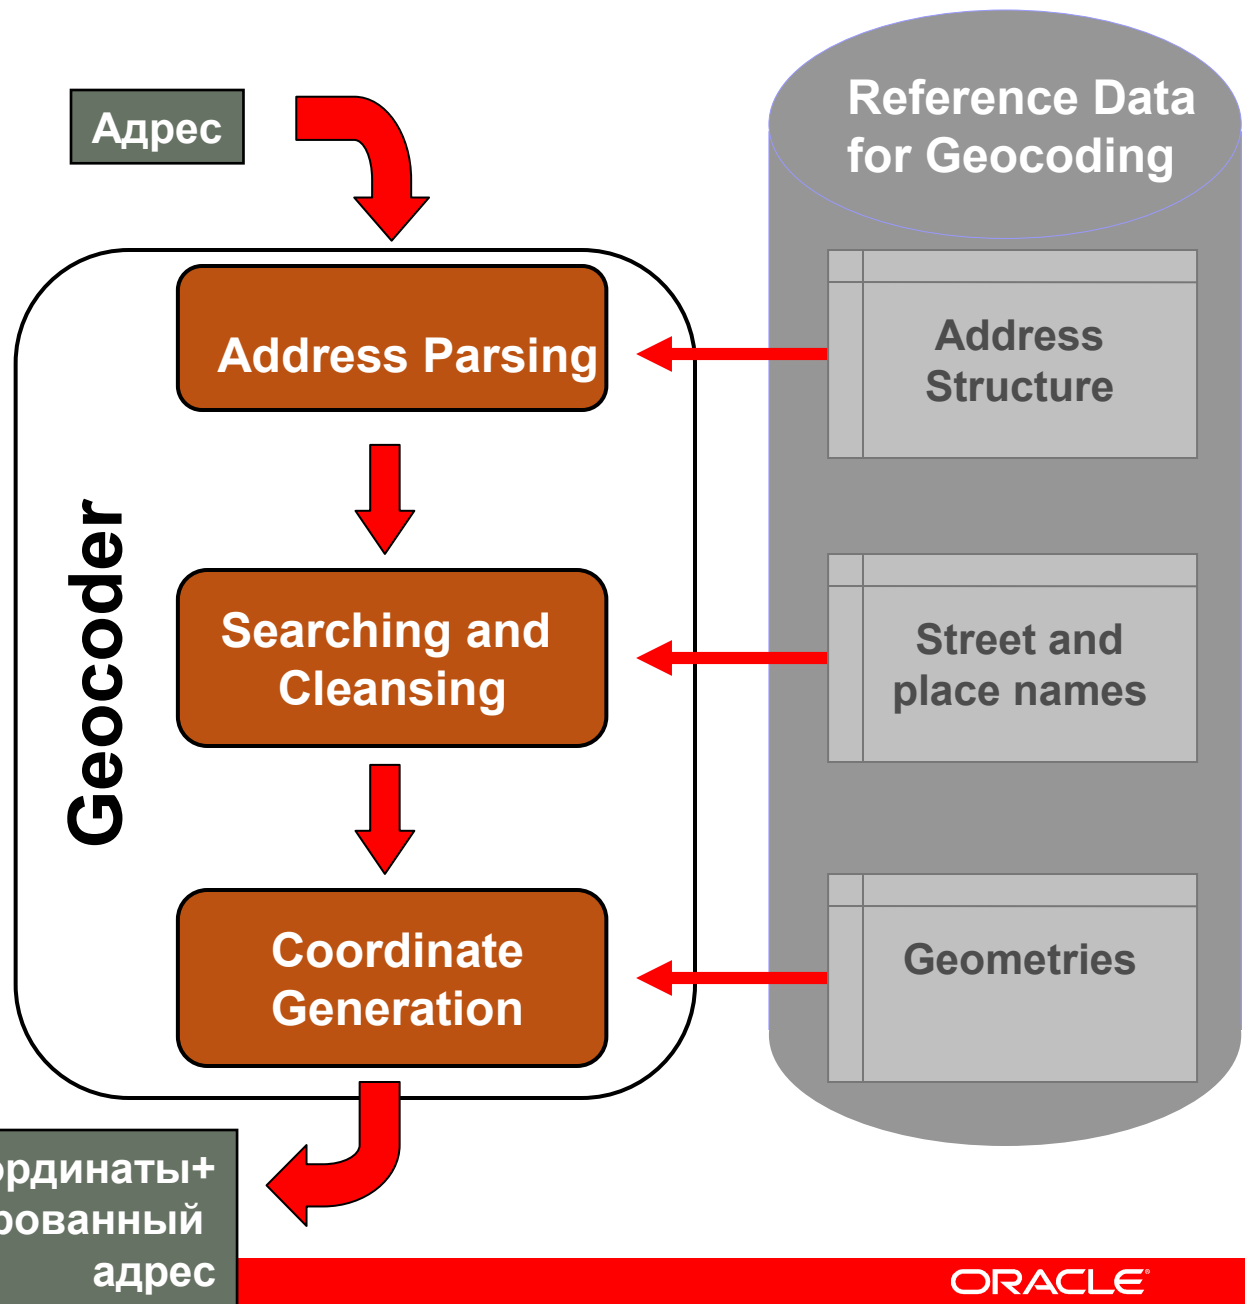 Адрес
Reference Data
for Geocoding
Geocoder
Address Parsing
Address
Structure
Searching and
Cleansing
Street and
place names
Coordinate
Generation
Geometries
ординаты+
рованный
адрес
ORACLE